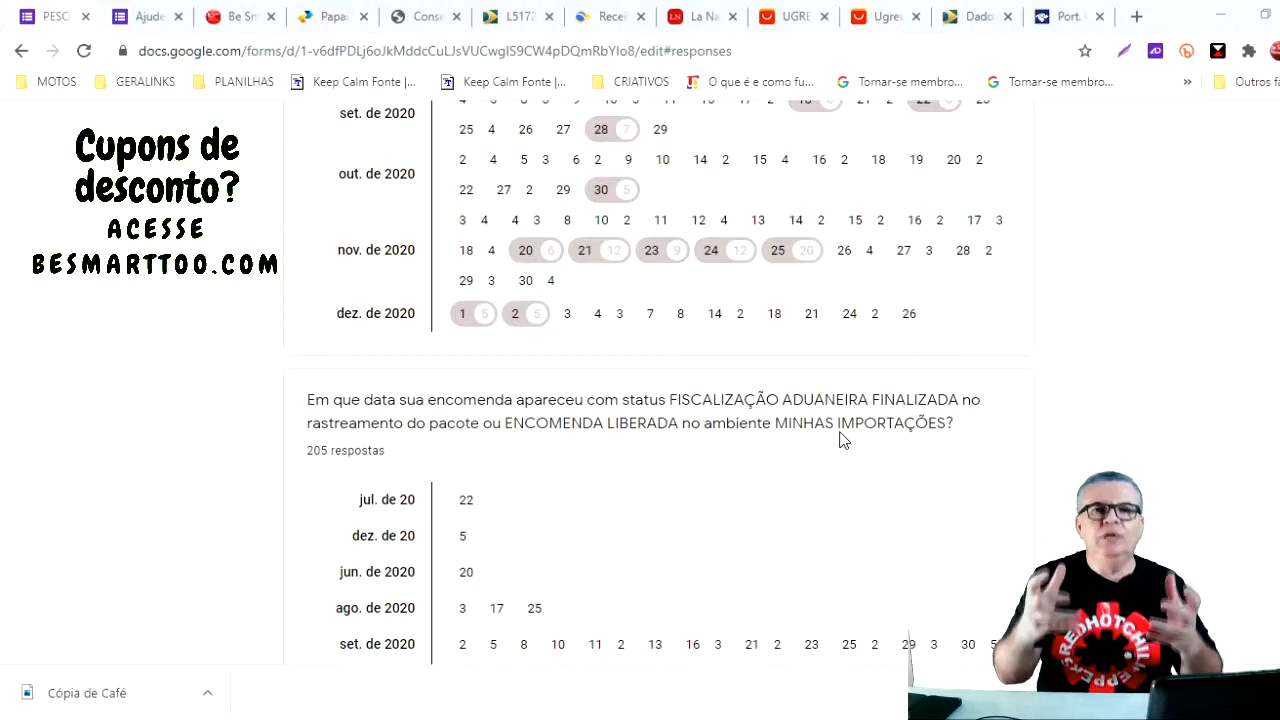 PESC
Ajude
Be Sm
Papai
Conse
L5172
Recei
La Na
UGRE
Ugree
Dado
Port. C
docs.google.com/forms/d/1-v6dfPDLj6oJkMddcCuLJsVUCwgIS9CW4pDQmRbYIo8/edit#responses
MOTOS
GERALINKS
PLANILHAS
Keep Calm Fonte |...
Keep Calm Fonte |...
CRIATIVOS
O que é e como fu...
Tornar-se membro...
Tornar-se membro...
»
Outros fa
Cupons de
desconto?
ACESSE
BESMARTTOO.COM
set. de 2020
25 4 26 27 28 7 29
out. de 2020
2 4 5 3 6 2 9 10 14 2 15 4 16 2 18 19 20 2
22 27 2 29 30 5
nov. de 2020
3 4 4 3 8 10 2 11 12 4 13 14 2 15 2 16 2 17 3
18 4 20 6 21 12 23 9 24 12 25 20 26 4 27 3 28 2
29 3 30 4
dez. de 2020 1 5 2 5 3 4 3 7 8 14 2 18 21 24 2 26
Em que data sua encomenda apareceu com status FISCALIZAÇÃO ADUANEIRA FINALIZADA no
rastreamento do pacote ou ENCOMENDA LIBERADA no ambiente MINHAS IMPORTAÇÕES?
205 respostas
jul. de 20 22
dez. de 20 5
jun. de 2020 20
ago. de 2020 3 17 25
set. de 2020 2 5 8 10 11 2 13 16 3 21 2 23 25 2 29 3 30
Cópia de Café
RED HOT CHILI PEPPERS